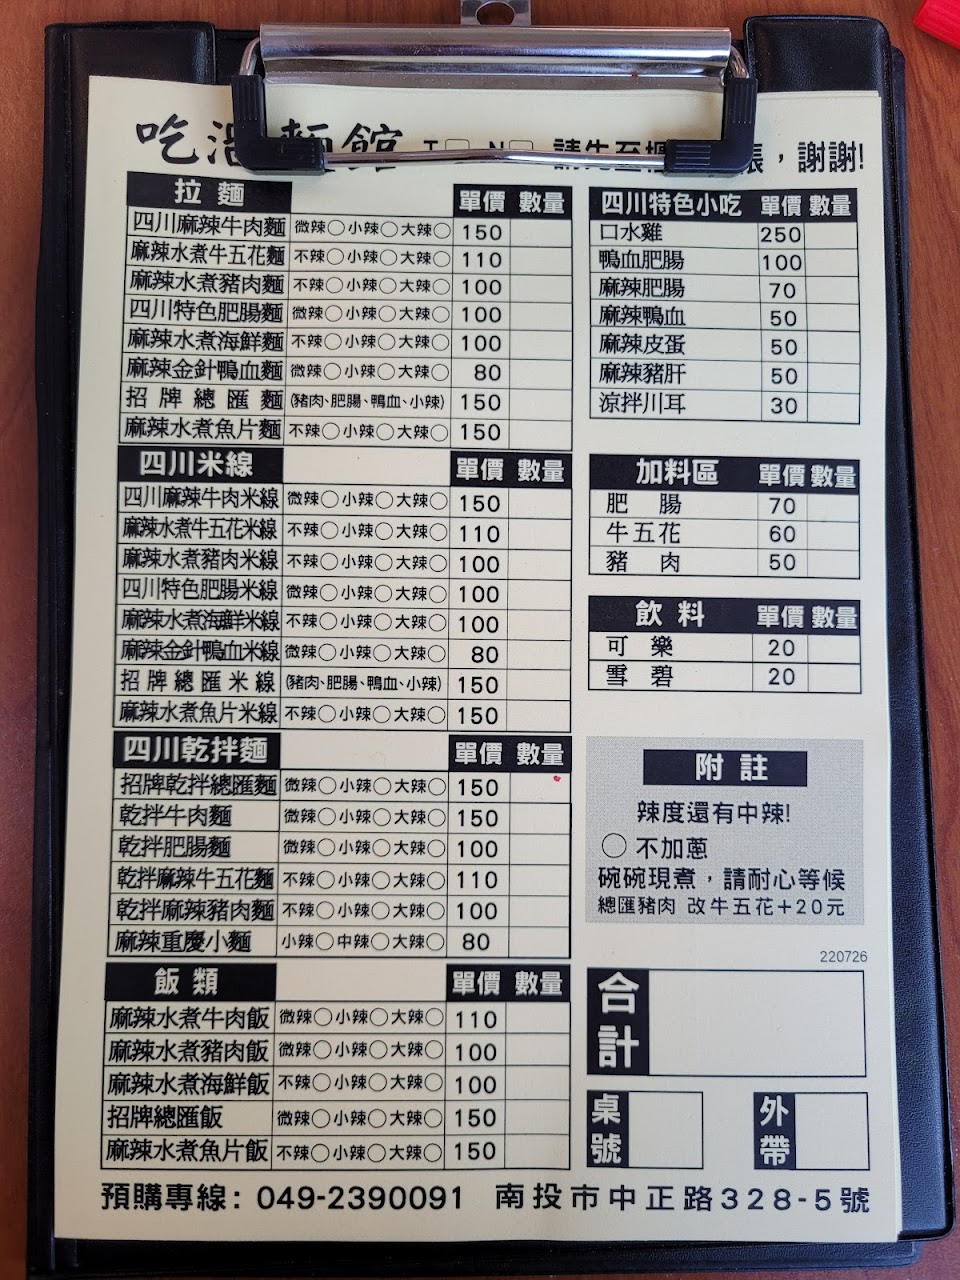 吃 麵館 T□ N□ 請先至櫃 ，謝謝!
拉麵 單價 數量
四川麻辣牛肉麵 微辣○小辣○大辣○ 150
麻辣水煮牛五花麵 不辣○小辣○大辣○ 110
麻辣水煮豬肉麵 不辣○小辣○大辣○ 100
四川特色肥腸麵 微辣○小辣○大辣○ 100
麻辣水煮海鮮麵 不辣○小辣○大辣○ 100
麻辣金針鴨血麵 微辣○小辣○大辣○ 80
招牌總匯麵 (豬肉、肥腸、鴨血、小辣) 150
麻辣水煮魚片麵 不辣○小辣○大辣○ 150
四川米線 單價 數量
四川麻辣牛肉米線 微辣○小辣○大辣○ 150
麻辣水煮牛五花米線 不辣○小辣○大辣○ 110
麻辣水煮豬肉米線 不辣○小辣○大辣○ 100
四川特色肥腸米線 微辣○小辣○大辣○ 100
麻辣水煮海鮮米線 不辣○小辣○大辣○ 100
麻辣金針鴨血米線 微辣○小辣○大辣○ 80
招牌總匯米線 (豬肉、肥腸、鴨血、小辣) 150
麻辣水煮魚片米線 不辣○小辣○大辣○ 150
四川乾拌麵 單價 數量
招牌乾拌總匯麵 微辣○小辣○大辣○ 150
乾拌牛肉麵 微辣○小辣○大辣○ 150
乾拌肥腸麵 微辣○小辣○大辣○ 100
乾拌麻辣牛五花麵 不辣○小辣○大辣○ 110
乾拌麻辣豬肉麵 不辣○小辣○大辣○ 100
麻辣重慶小麵 小辣○中辣○大辣○ 80
飯類 單價 數量
麻辣水煮牛肉飯 微辣○小辣○大辣○ 110
麻辣水煮豬肉飯 微辣○小辣○大辣○ 100
麻辣水煮海鮮飯 不辣○小辣○大辣○ 100
招牌總匯飯 微辣○小辣○大辣○ 150
麻辣水煮魚片飯 不辣○小辣○大辣○ 150
四川特色小吃 單價 數量
口水雞 250
鴨血肥腸 100
麻辣肥腸 70
麻辣鴨血 50
麻辣皮蛋 50
麻辣豬肝 50
涼拌川耳 30
加料區 單價 數量
肥腸 70
牛五花 60
豬肉 50
飲料 單價 數量
可樂 20
雪碧 20
附註
辣度還有中辣!
○ 不加蔥
碗碗現煮，請耐心等候
總匯豬肉 改牛五花+20元
220726
合計
桌號 外帶
預購專線：049-2390091 南投市中正路328-5號